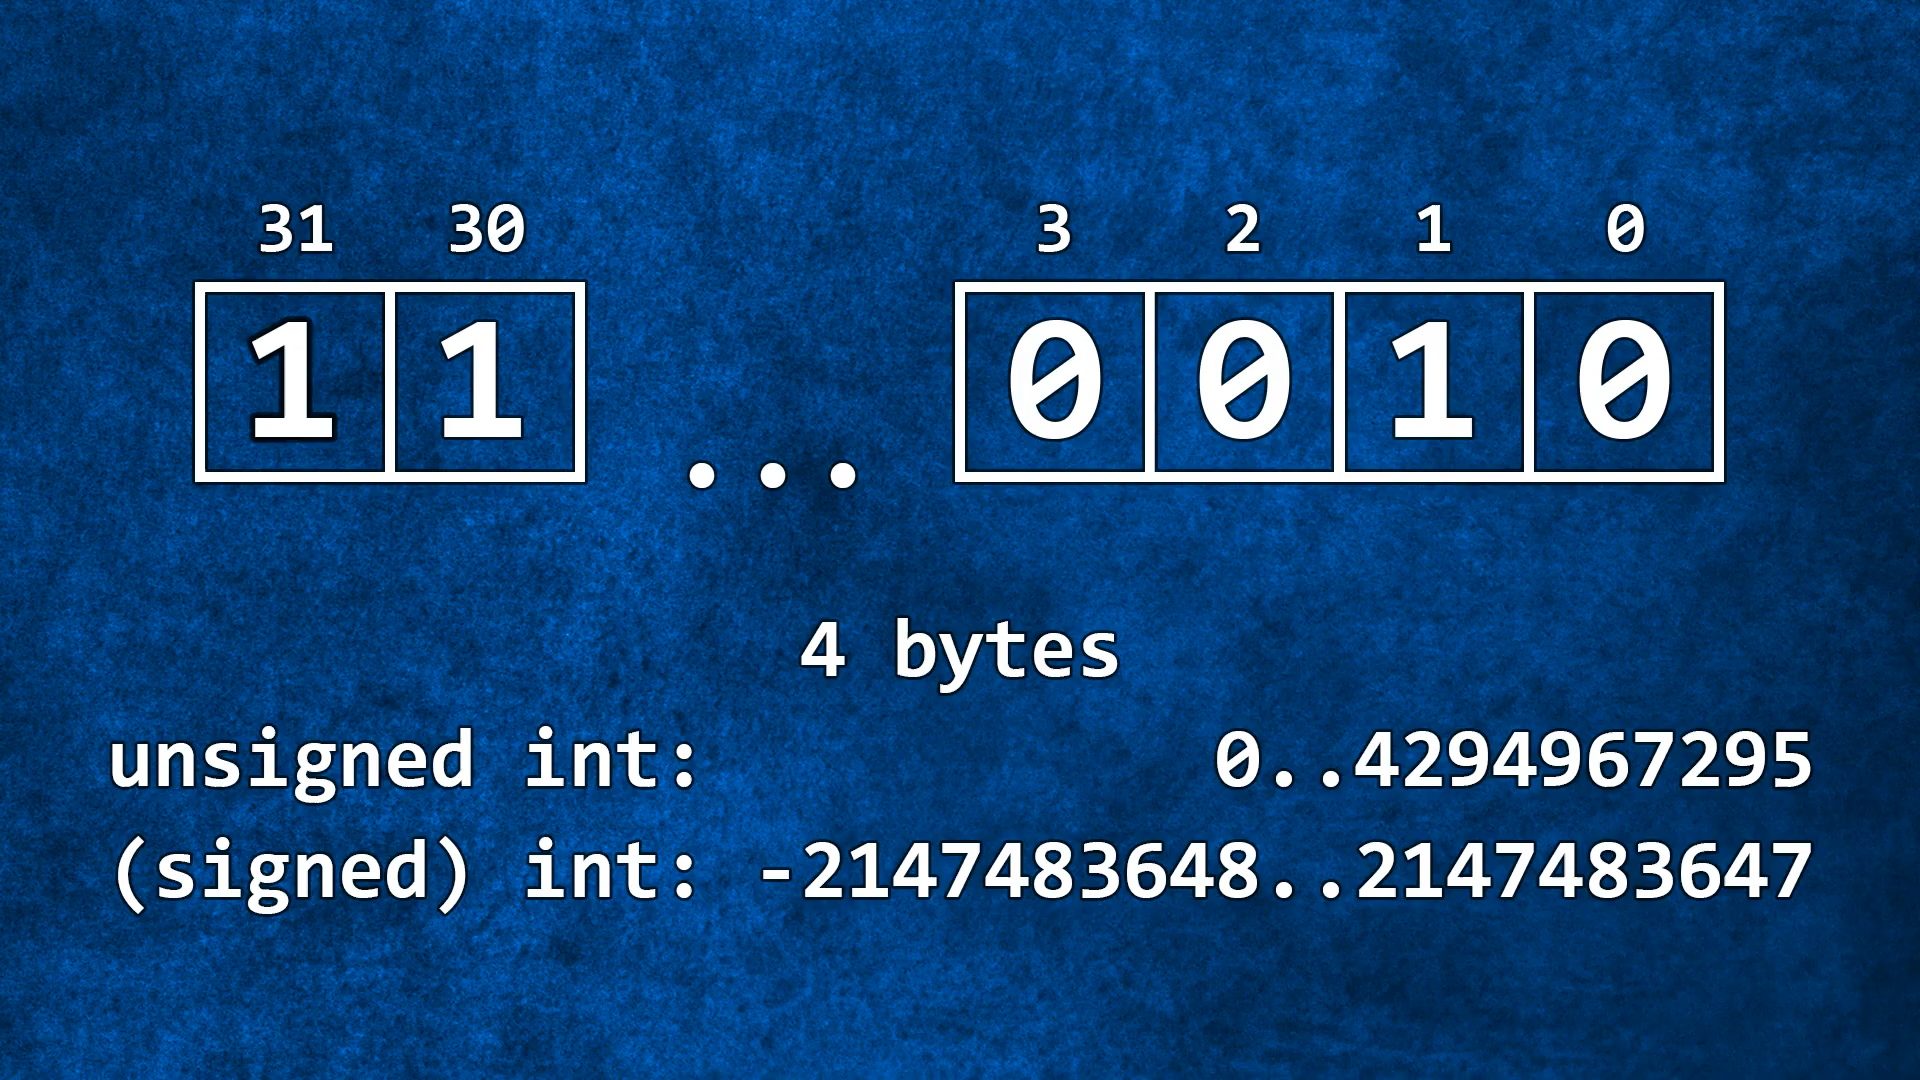 31 30 3 2 1 0
1 1 ... 0 0 1 0
4 bytes
unsigned int: 0..4294967295
(signed) int: -2147483648..2147483647